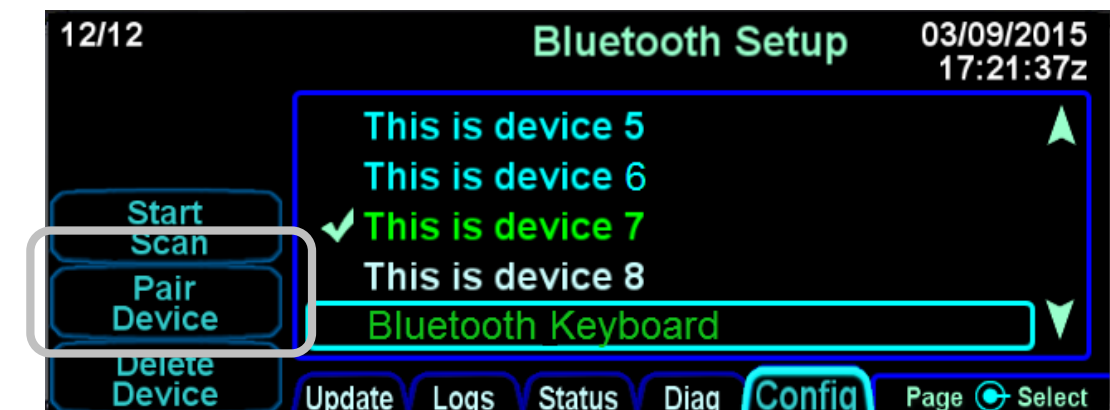 12/12
Bluetooth Setup
03/09/2015
17:21:37z
This is device 5
This is device 6
This is device 7
This is device 8
Bluetooth Keyboard
Start
Scan
Pair
Device
Delete
Device
Update Logs Status Diag Config Page Select